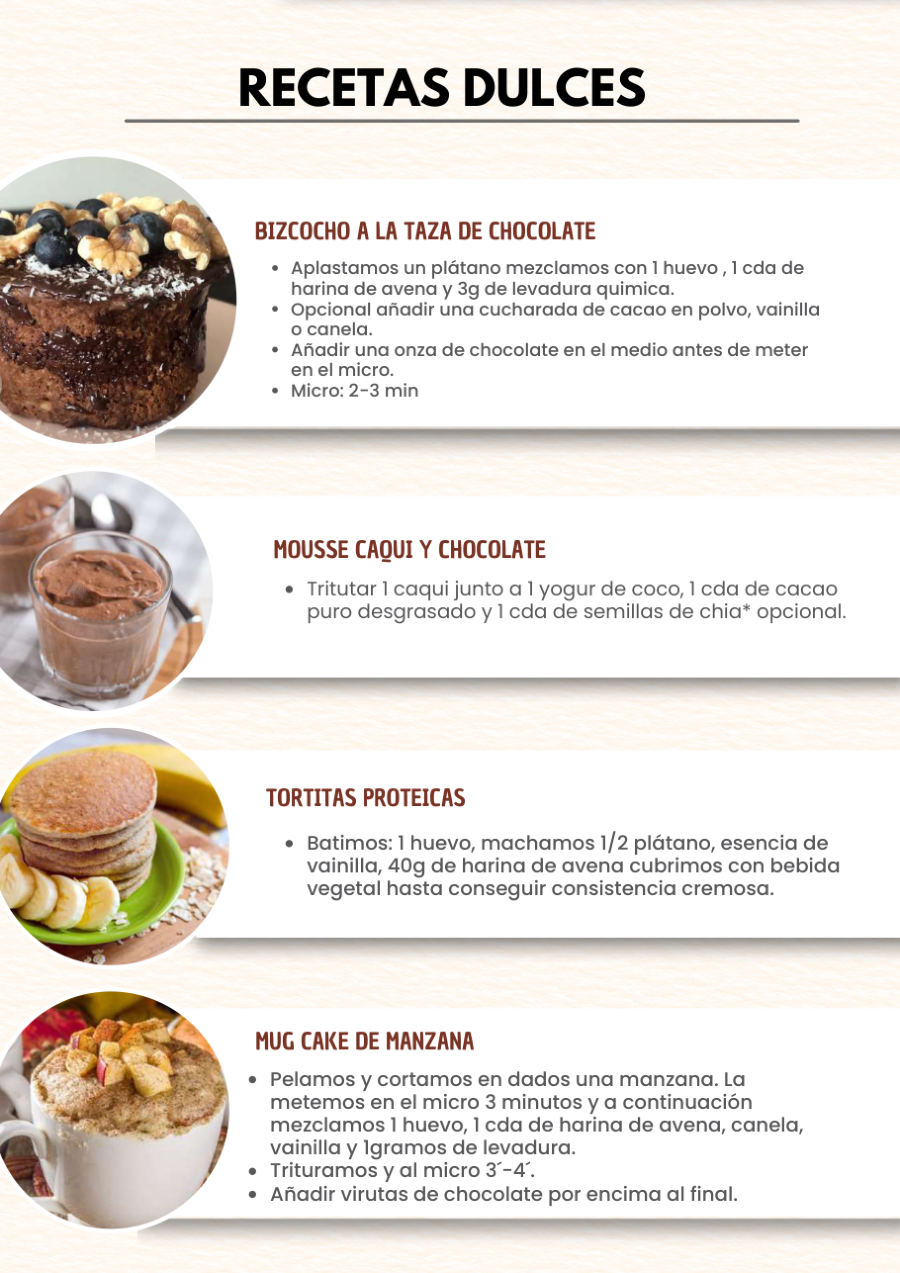 RECETAS DULCES
BIZCOCHO A LA TAZA DE CHOCOLATE
• Aplastamos un plátano mezclamos con 1 huevo , 1 cda de
harina de avena y 3g de levadura quimica.
• Opcional añadir una cucharada de cacao en polvo, vainilla
o canela.
• Añadir una onza de chocolate en el medio antes de meter
en el micro.
• Micro: 2-3 min
MOUSSE CAQUI Y CHOCOLATE
• Tritutar 1 caqui junto a 1 yogur de coco, 1 cda de cacao
puro desgrasado y 1 cda de semillas de chia* opcional.
TORTITAS PROTEICAS
• Batimos: 1 huevo, machamos 1/2 plátano, esencia de
vainilla, 40g de harina de avena cubrimos con bebida
vegetal hasta conseguir consistencia cremosa.
MUG CAKE DE MANZANA
• Pelamos y cortamos en dados una manzana. La
metemos en el micro 3 minutos y a continuación
mezclamos 1 huevo, 1 cda de harina de avena, canela,
vainilla y 1gramos de levadura.
• Trituramos y al micro 3´-4´.
• Añadir virutas de chocolate por encima al final.